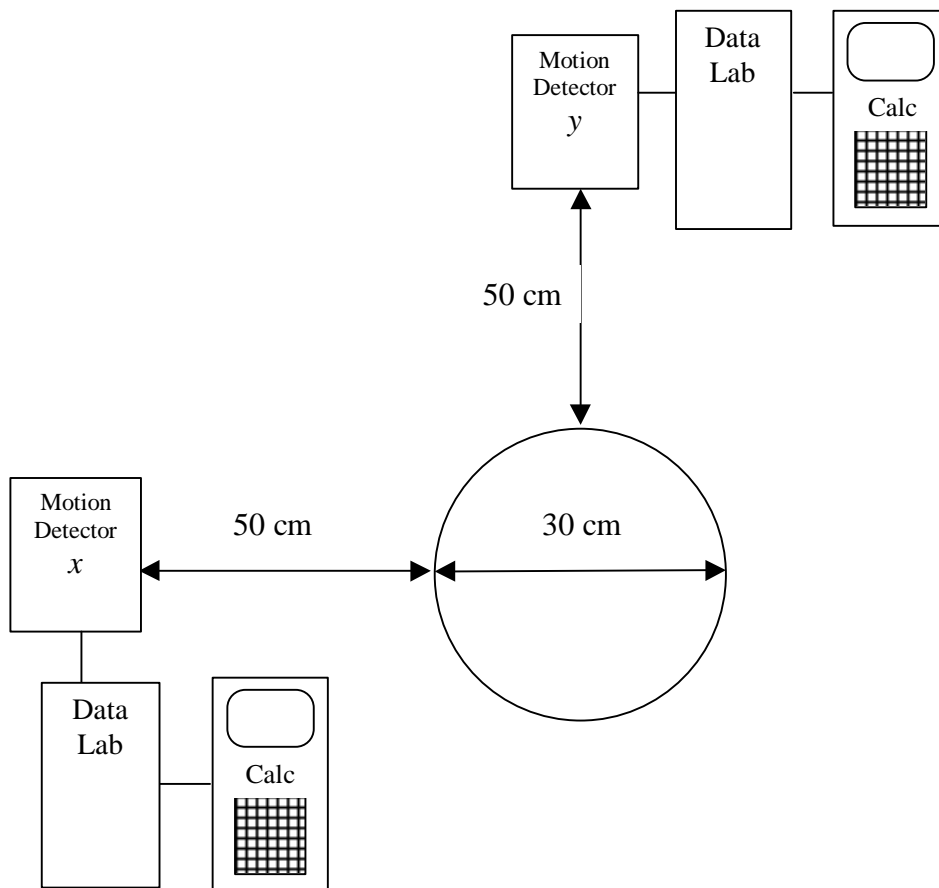 Motion
Detector
y
Data
Lab
Calc
50 cm
Motion
Detector
x
50 cm
30 cm
Data
Lab
Calc